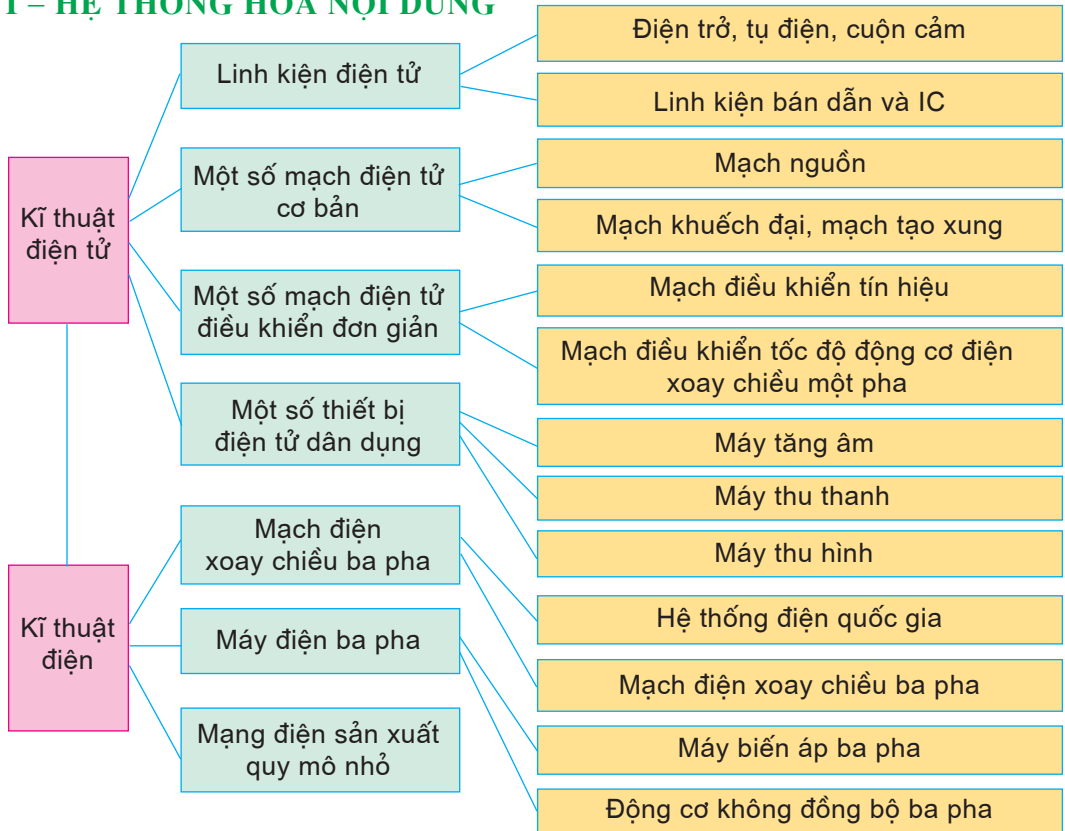 I – HỆ THỐNG HÓA NỘI DUNG
Kĩ thuật
điện tử
Linh kiện điện tử
Điện trở, tụ điện, cuộn cảm
Linh kiện bán dẫn và IC
Một số mạch điện tử
cơ bản
Mạch nguồn
Mạch khuếch đại, mạch tạo xung
Một số mạch điện tử
điều khiển đơn giản
Mạch điều khiển tín hiệu
Mạch điều khiển tốc độ động cơ điện
xoay chiều một pha
Một số thiết bị
điện tử dân dụng
Máy tăng âm
Máy thu thanh
Máy thu hình
Kĩ thuật
điện
Mạch điện
xoay chiều ba pha
Hệ thống điện quốc gia
Mạch điện xoay chiều ba pha
Máy điện ba pha
Máy biến áp ba pha
Động cơ không đồng bộ ba pha
Mạng điện sản xuất
quy mô nhỏ